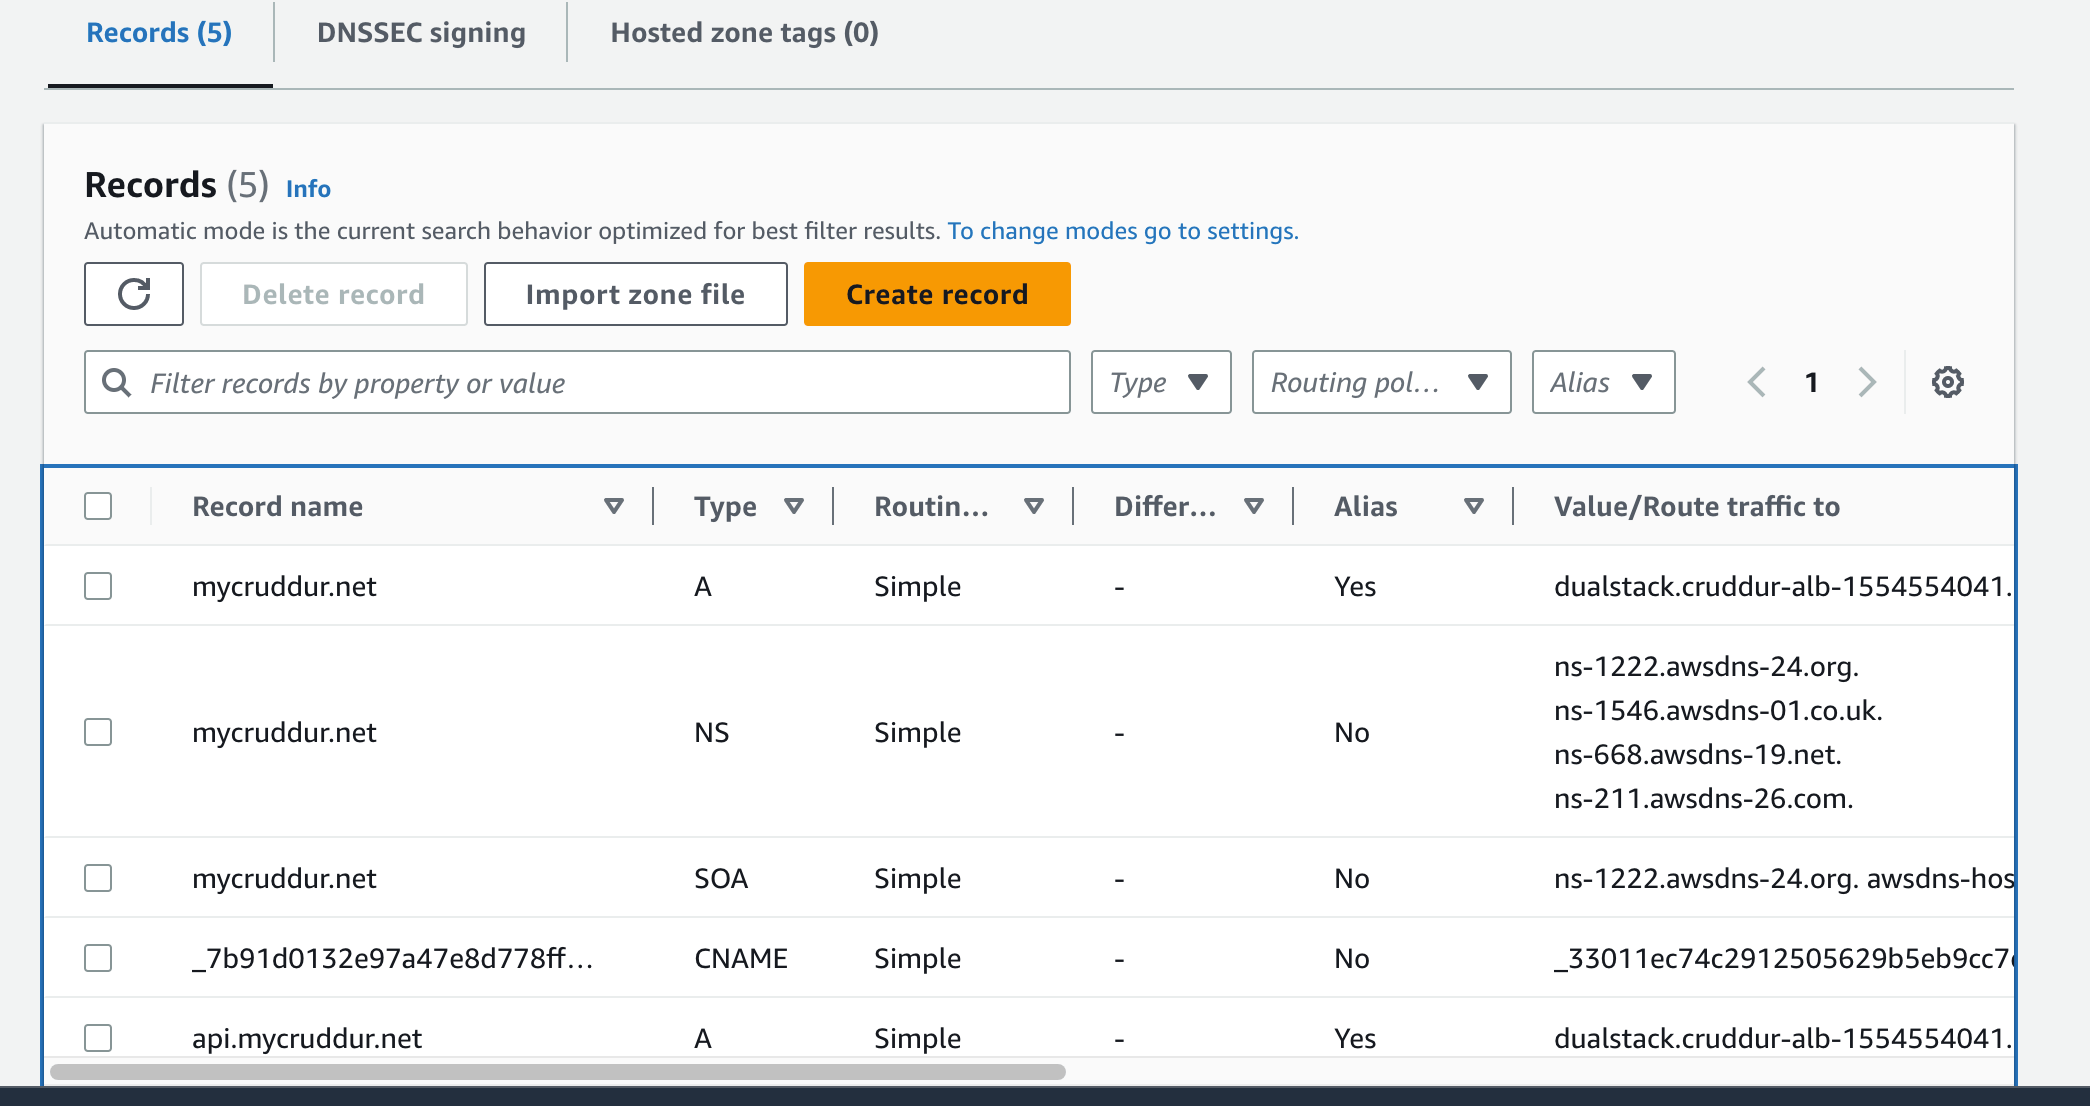 Records (5) DNSSEC signing Hosted zone tags (0)
Records (5) Info
Automatic mode is the current search behavior optimized for best filter results. To change modes go to settings.
Delete record Import zone file Create record
Filter records by property or value Type Routing pol... Alias 1
Record name Type Routin... Differ... Alias Value/Route traffic to
mycruddur.net A Simple - Yes dualstack.cruddur-alb-1554554041.
ns-1222.awsdns-24.org.
ns-1546.awsdns-01.co.uk.
mycruddur.net NS Simple - No
ns-668.awsdns-19.net.
ns-211.awsdns-26.com.
mycruddur.net SOA Simple - No ns-1222.awsdns-24.org. awsdns-hos
_7b91d0132e97a47e8d778ff... CNAME Simple - No _33011ec74c2912505629b5eb9cc7
api.mycruddur.net A Simple - Yes dualstack.cruddur-alb-1554554041.